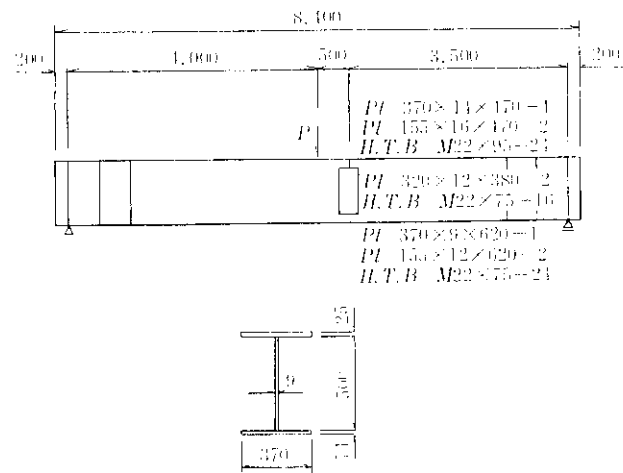 8,400
200 4,000 500 3,500 200
Pl 370×14×470-1
Pl 155×16×470-2
P
H.T.B M22×95-24
Pl 320×12×380-2
H.T.B M22×75-16
Pl 370×9×620-1
Pl 155×12×620-2
H.T.B M22×75-24
9
370